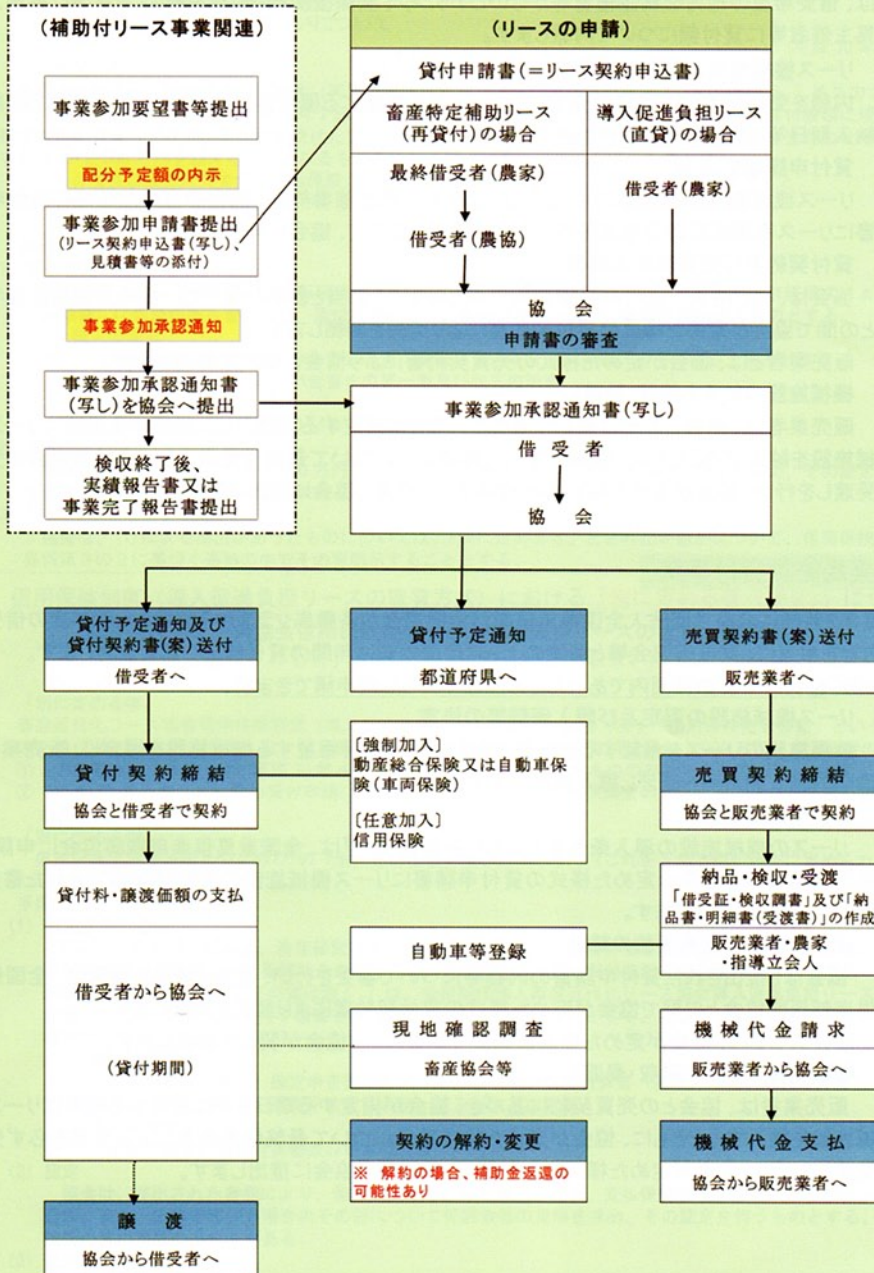 (補助付リース事業関連)
事業参加要望書等提出
配分予定額の内示
事業参加申請書提出
(リース契約申込書(写し)、
見積書等の添付)
事業参加承認通知
事業参加承認通知書
(写し)を協会へ提出
検収終了後、
実績報告書又は
事業完了報告書提出
(リースの申請)
貸付申請書(=リース契約申込書)
畜産特定補助リース
(再貸付)の場合
最終借受者(農家)
借受者(農協)
導入促進負担リース
(直貸)の場合
借受者(農家)
協 会
申請書の審査
事業参加承認通知書(写し)
借 受 者
協 会
貸付予定通知及び
貸付契約書(案)送付
借受者へ
貸付予定通知
都道府県へ
売買契約書(案)送付
販売業者へ
貸 付 契 約 締 結
協会と借受者で契約
〔強制加入〕
動産総合保険又は自動車保
険(車両保険)
〔任意加入〕
信用保険
売 買 契 約 締 結
協会と販売業者で契約
貸付料・譲渡価額の支払
借受者から協会へ
(貸付期間)
自動車等登録
納品・検収・受渡
「借受証・検収調書」及び「納
品書・明細書(受渡書)」の作成
販売業者・農家
・指導立会人
現 地 確 認 調 査
畜産協会等
機 械 代 金 請 求
販売業者から協会へ
契約の解約・変更
※ 解約の場合、補助金返還の
可能性あり
機 械 代 金 支 払
協会から販売業者へ
譲 渡
協会から借受者へ